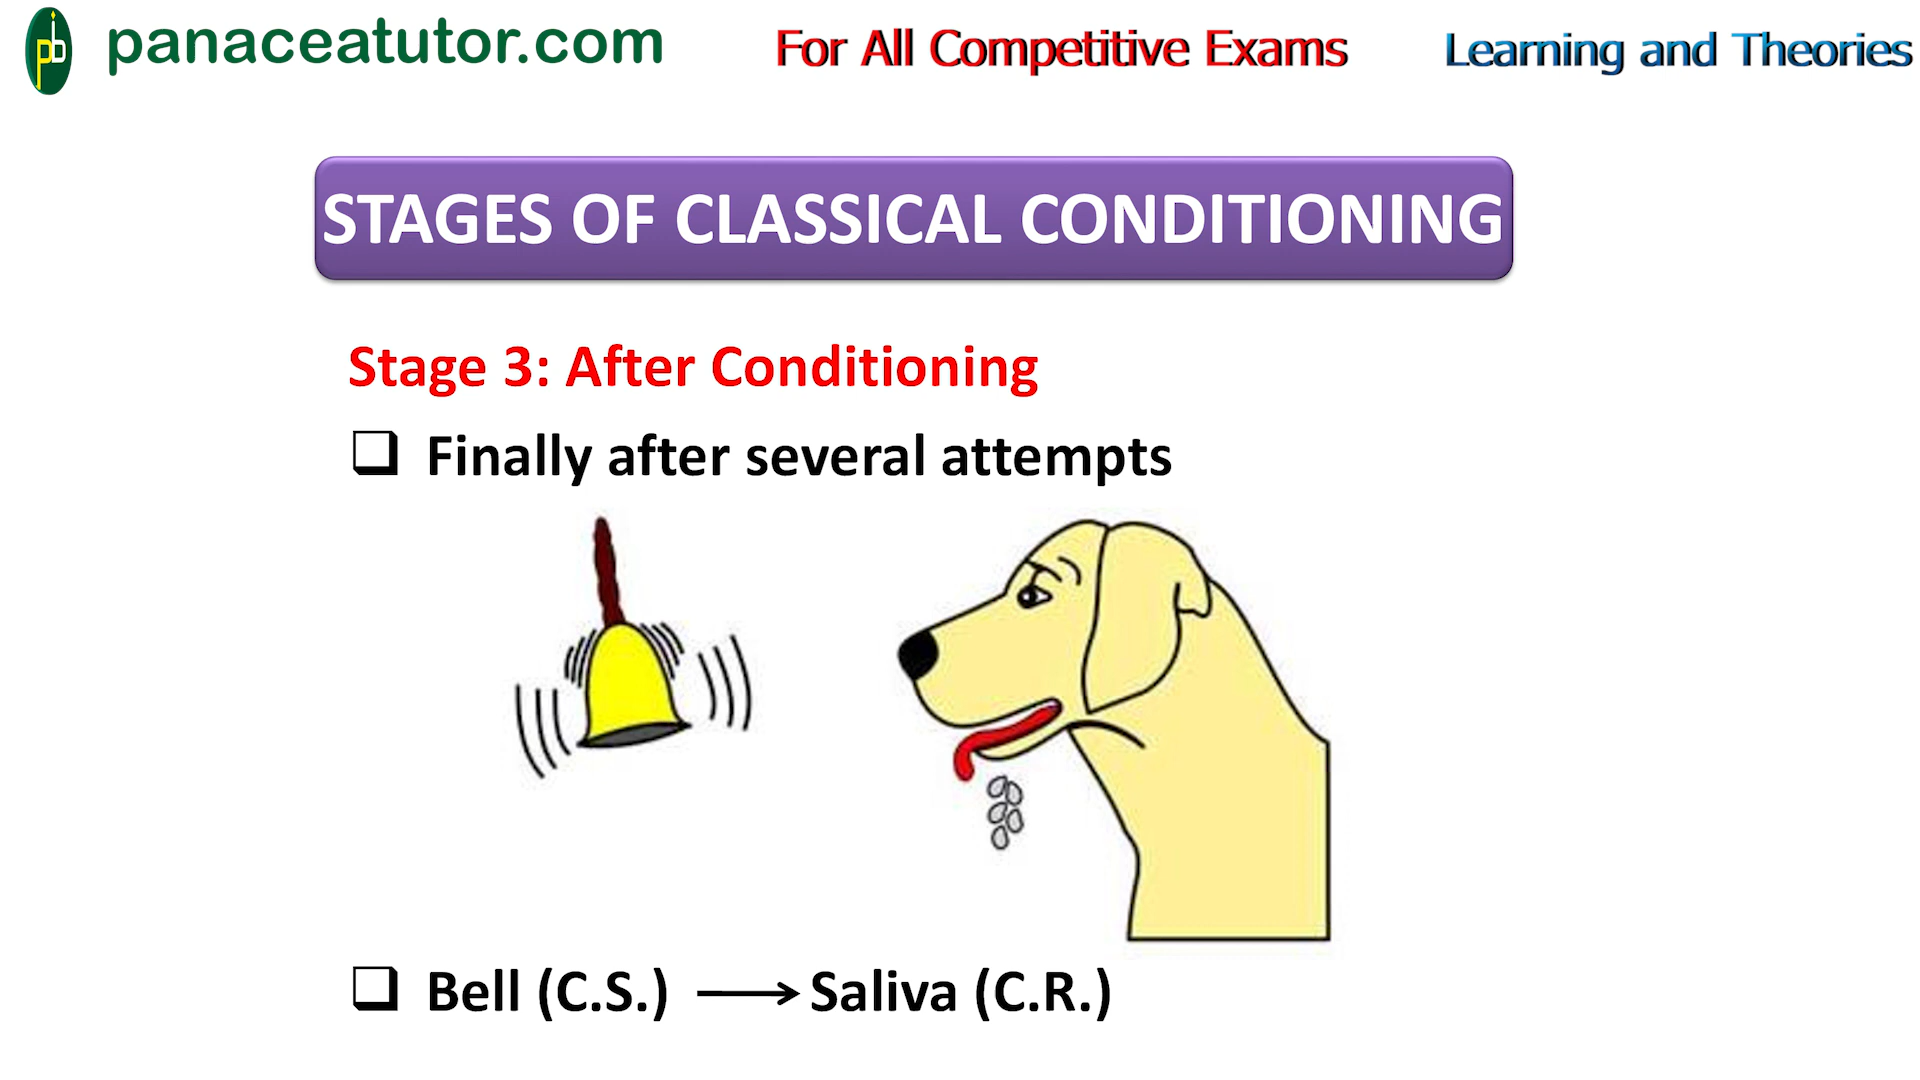 pb panaceatutor.com For All Competitive Exams Learning and Theories
STAGES OF CLASSICAL CONDITIONING
Stage 3: After Conditioning
❑ Finally after several attempts
❑ Bell (C.S.) ⟶ Saliva (C.R.)